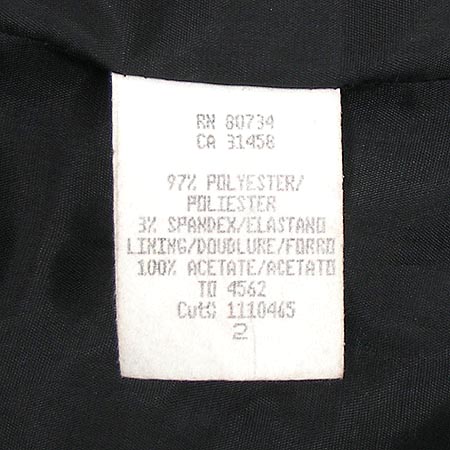 RN 80734
CA 31458
97% POLYESTER/
POLIESTER
3% SPANDEX/ELASTANO
LINING/DOUDLURE/FORRO
100% ACETATE/ACETATO
TO 4562
Cut: 1110465
2